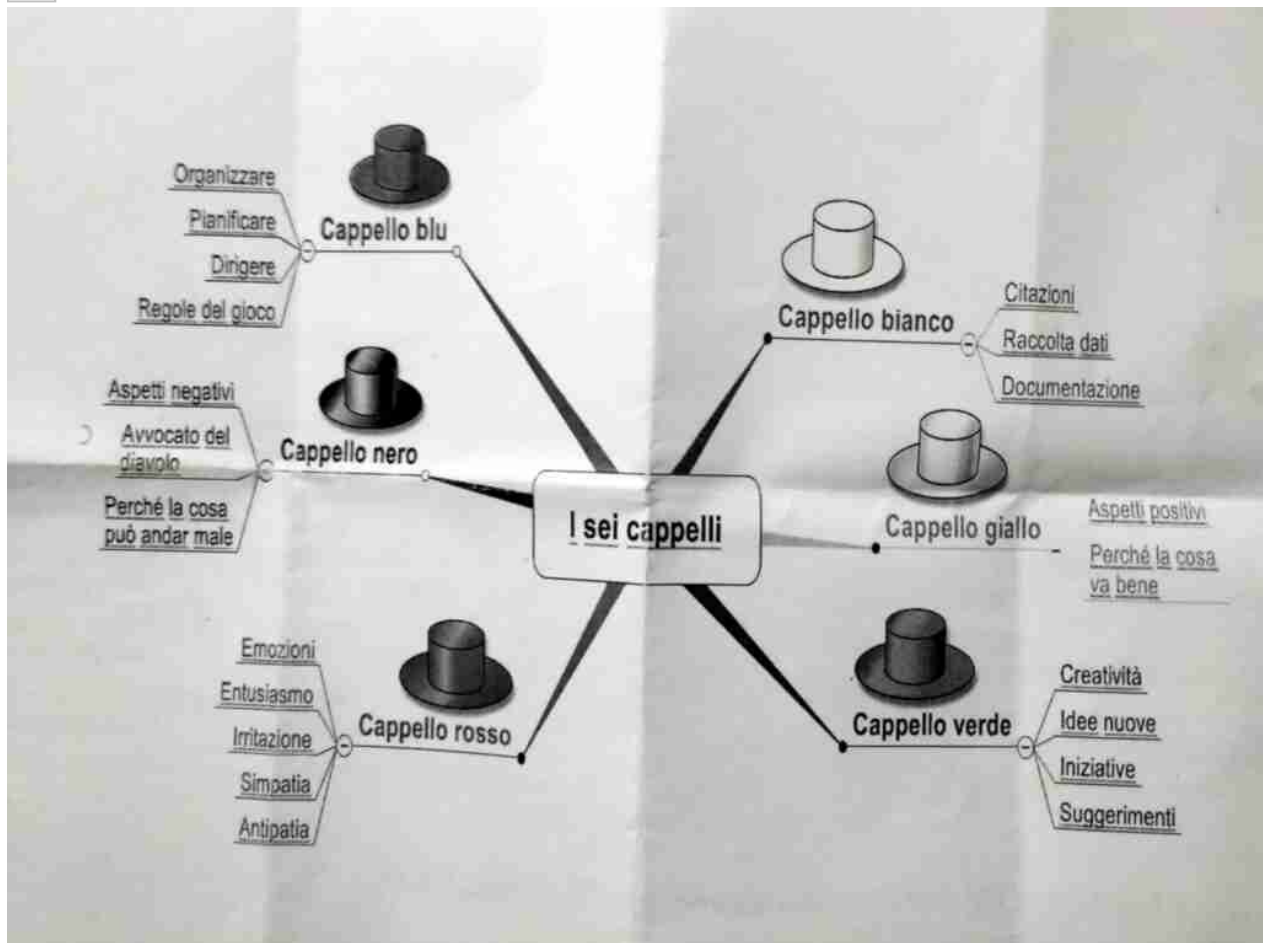 I sei cappelli
Cappello blu
Organizzare
Pianificare
Dirigere
Regole del gioco
Cappello nero
Aspetti negativi
Avvocato del
diavolo
Perché la cosa
può andar male
Cappello rosso
Emozioni
Entusiasmo
Irritazione
Simpatia
Antipatia
Cappello bianco
Citazioni
Raccolta dati
Documentazione
Cappello giallo
Aspetti positivi
Perché la cosa
va bene
Cappello verde
Creatività
Idee nuove
Iniziative
Suggerimenti